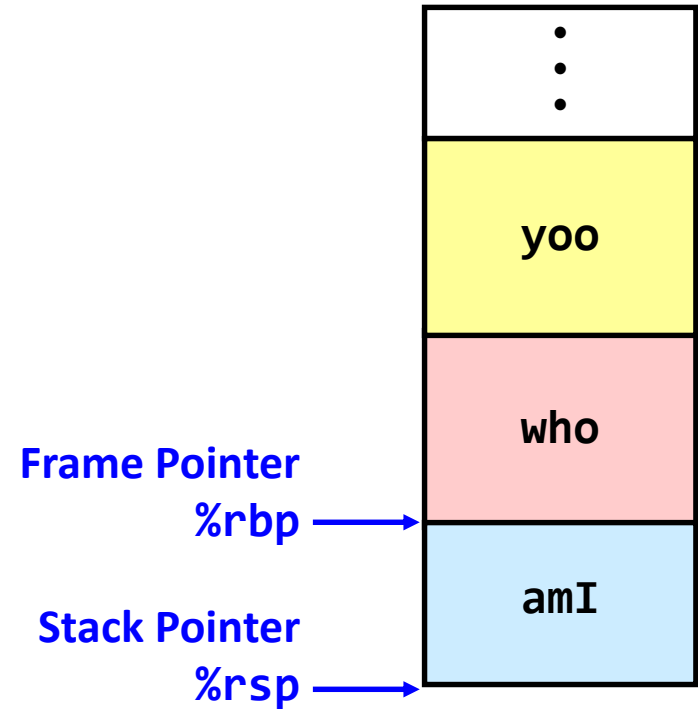 yoo
who
Frame Pointer
%rbp
amI
Stack Pointer
%rsp